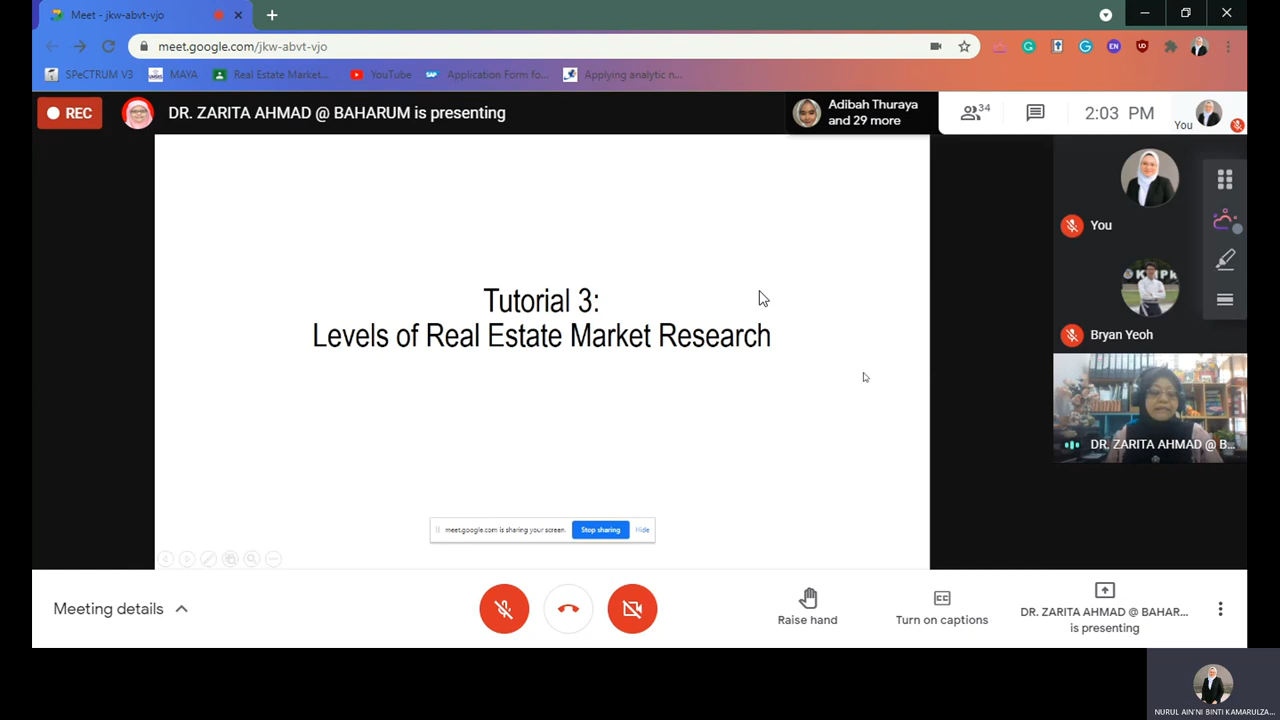 Meet - jkw-abvt-vjo
meet.google.com/jkw-abvt-vjo
SPeCTRUM V3
MAYA
Real Estate Market...
YouTube
Application Form fo...
Applying analytic n...
REC
DR. ZARITA AHMAD @ BAHARUM is presenting
Adibah Thuraya
and 29 more
34
2:03 PM
You
You
Bryan Yeoh
DR. ZARITA AHMAD @ B...
Tutorial 3:
Levels of Real Estate Market Research
meet.google.com is sharing your screen.
Stop sharing
Hide
Meeting details
Raise hand
CC
Turn on captions
DR. ZARITA AHMAD @ BAHAR...
is presenting
NURUL AIN'NI BINTI KAMARULZA...